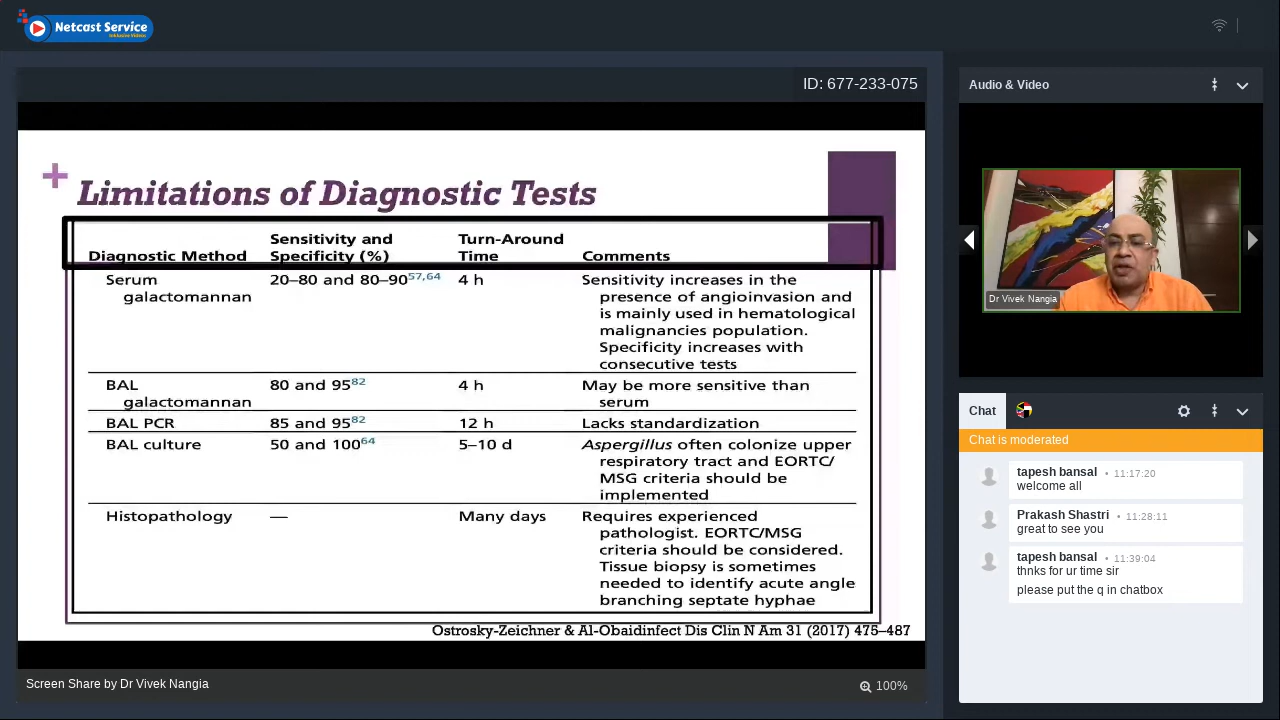 Netcast Service
ID: 677-233-075
+ Limitations of Diagnostic Tests
Diagnostic Method Sensitivity and Specificity (%) Turn-Around Time Comments
Serum galactomannan 20–80 and 80–90 57,64 4 h Sensitivity increases in the
presence of angioinvasion and
is mainly used in hematological
malignancies population.
Specificity increases with
consecutive tests
BAL galactomannan 80 and 95 82 4 h May be more sensitive than
serum
BAL PCR 85 and 95 82 12 h Lacks standardization
BAL culture 50 and 100 64 5–10 d Aspergillus often colonize upper
respiratory tract and EORTC/
MSG criteria should be
implemented
Histopathology — Many days Requires experienced
pathologist. EORTC/MSG
criteria should be considered.
Tissue biopsy is sometimes
needed to identify acute angle
branching septate hyphae
Ostrosky-Zeichner & Al-Obaidinfect Dis Clin N Am 31 (2017) 475–487
Screen Share by Dr Vivek Nangia
100%
Audio & Video
Dr Vivek Nangia
Chat
Chat is moderated
tapesh bansal • 11:17:20
welcome all
Prakash Shastri • 11:28:11
great to see you
tapesh bansal • 11:39:04
thnks for ur time sir
please put the q in chatbox